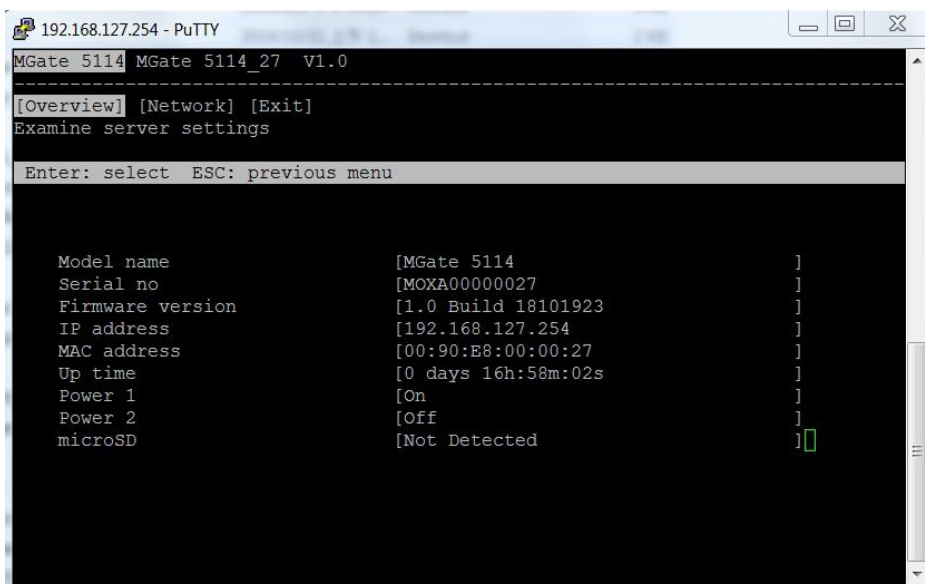 192.168.127.254 - PuTTY
MGate 5114 MGate 5114_27 V1.0
[Overview] [Network] [Exit]
Examine server settings
Enter: select ESC: previous menu
Model name [MGate 5114 ]
Serial no [MOXA00000027 ]
Firmware version [1.0 Build 18101923 ]
IP address [192.168.127.254 ]
MAC address [00:90:E8:00:00:27 ]
Up time [0 days 16h:58m:02s ]
Power 1 [On ]
Power 2 [Off ]
microSD [Not Detected ]